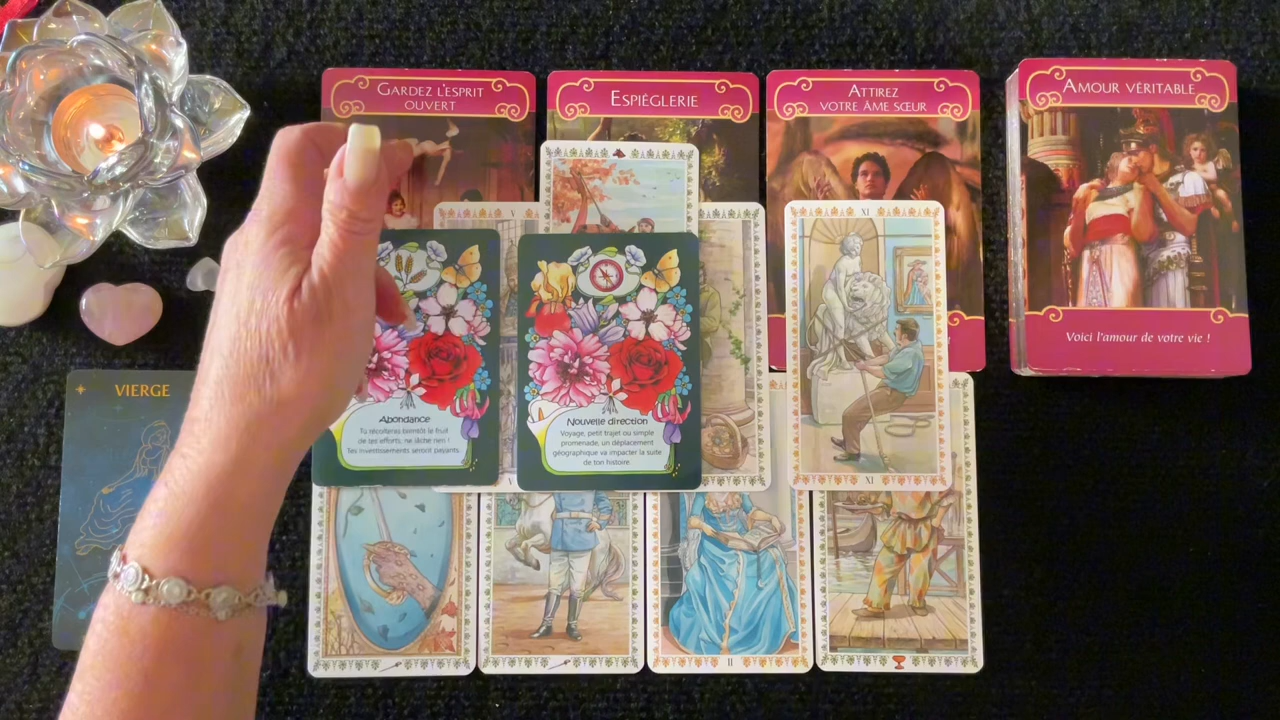 GARDEZ L'ESPRIT
OUVERT
ESPIÈGLERIE
ATTIREZ
VOTRE ÂME SŒUR
AMOUR VÉRITABLE
Voici l'amour de votre vie !
V
XI
VIERGE
Abondance
Tu récolteras bientôt le fruit
de tes efforts, ne lâche rien !
Tes investissements seront payants.
Nouvelle direction
Voyage, petit trajet ou simple
promenade, un déplacement
géographique va impacter la suite
de ton histoire.
XI
II